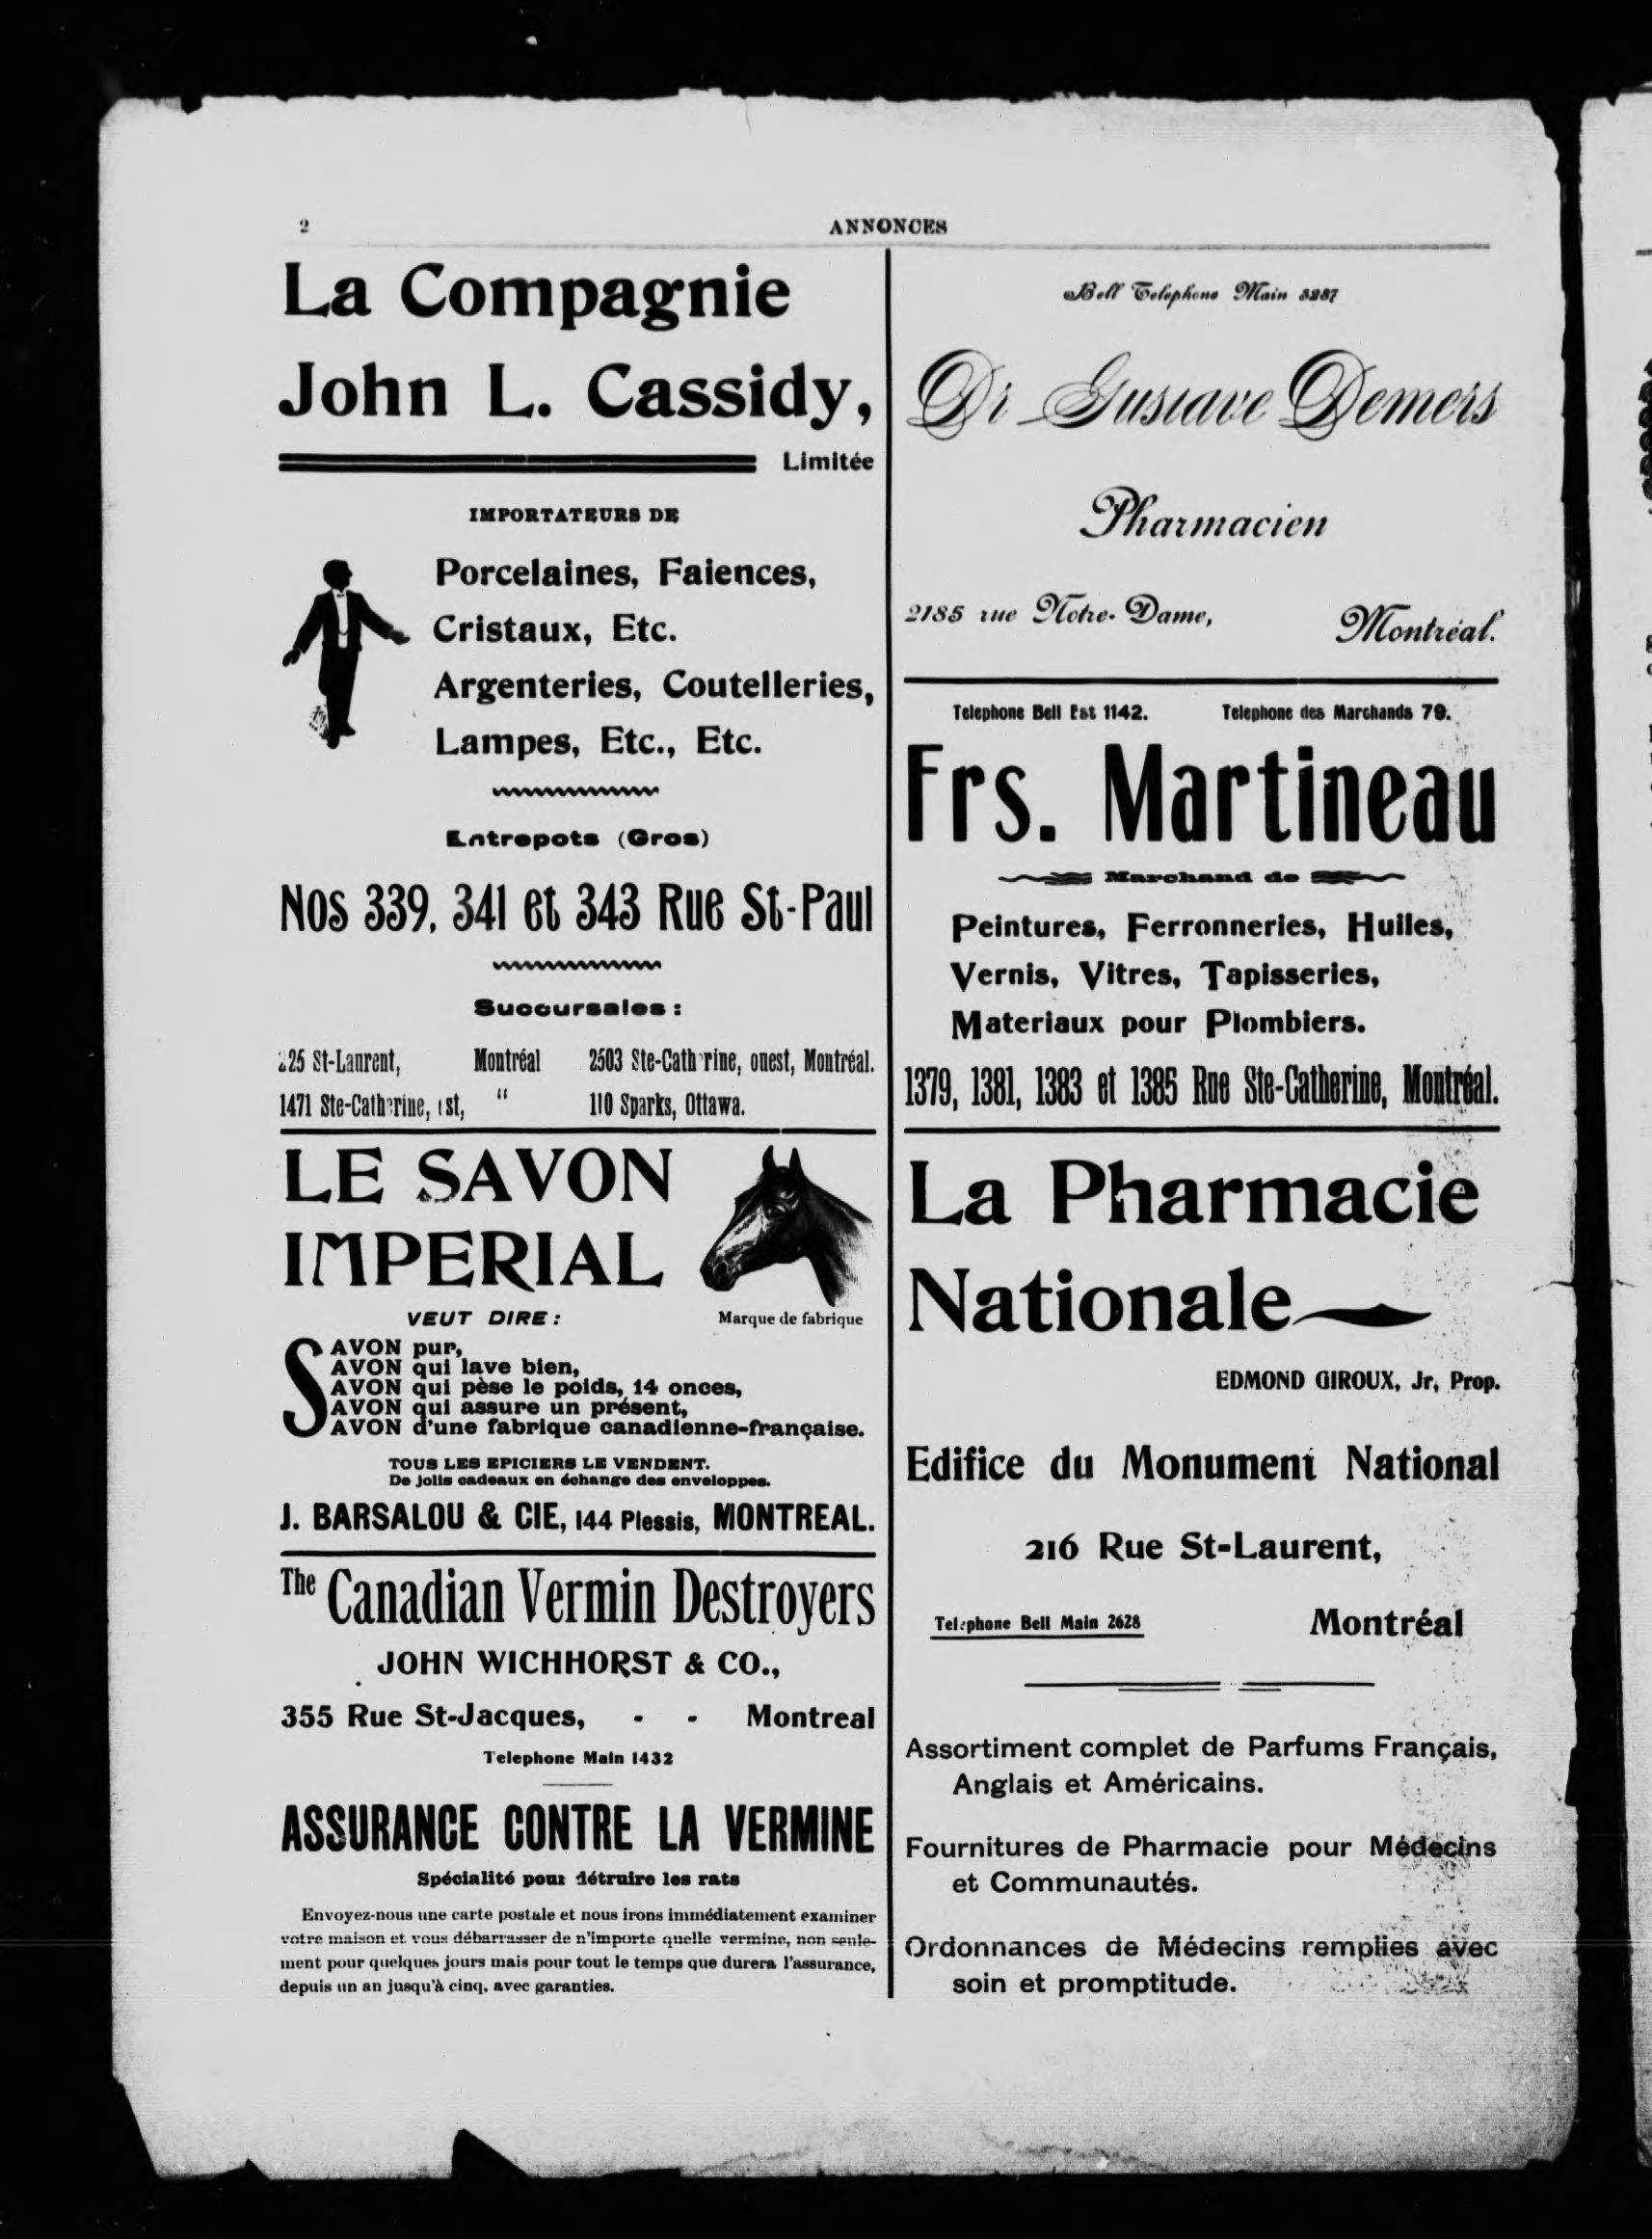 2
ANNONCES
La Compagnie
John L. Cassidy,
Limitée
IMPORTATEURS DE
Porcelaines, Faiences,
Cristaux, Etc.
Argenteries, Coutelleries,
Lampes, Etc., Etc.
Entrepots (Gros)
Nos 339, 341 et 343 Rue St-Paul
Succursales :
225 St-Laurent, Montréal 2503 Ste-Catherine, ouest, Montréal.
1471 Ste-Catherine, est, “ 110 Sparks, Ottawa.
LE SAVON
IMPERIAL
VEUT DIRE :
Marque de fabrique
SAVON pur,
SAVON qui lave bien,
SAVON qui pèse le poids, 14 onces,
SAVON qui assure un présent,
SAVON d'une fabrique canadienne-française.
TOUS LES EPICIERS LE VENDENT.
De jolis cadeaux en échange des enveloppes.
J. BARSALOU & CIE, 144 Plessis, MONTREAL.
The Canadian Vermin Destroyers
JOHN WICHHORST & CO.,
355 Rue St-Jacques, - - Montreal
Telephone Main 1432
ASSURANCE CONTRE LA VERMINE
Spécialité pour détruire les rats
Envoyez-nous une carte postale et nous irons immédiatement examiner
votre maison et vous débarrasser de n'importe quelle vermine, non seule-
ment pour quelques jours mais pour tout le temps que durera l'assurance,
depuis un an jusqu'à cinq, avec garanties.
Bell Telephone Main 3287
Dr Gustave Demers
Pharmacien
2185 rue Notre-Dame, Montréal.
Telephone Bell Est 1142. Telephone des Marchands 79.
Frs. Martineau
Marchand de
Peintures, Ferronneries, Huiles,
Vernis, Vitres, Tapisseries,
Materiaux pour Plombiers.
1379, 1381, 1383 et 1385 Rue Ste-Catherine, Montréal.
La Pharmacie
Nationale
EDMOND GIROUX, Jr, Prop.
Edifice du Monument National
216 Rue St-Laurent,
Telephone Bell Main 2628 Montréal
Assortiment complet de Parfums Français,
Anglais et Américains.
Fournitures de Pharmacie pour Médecins
et Communautés.
Ordonnances de Médecins remplies avec
soin et promptitude.